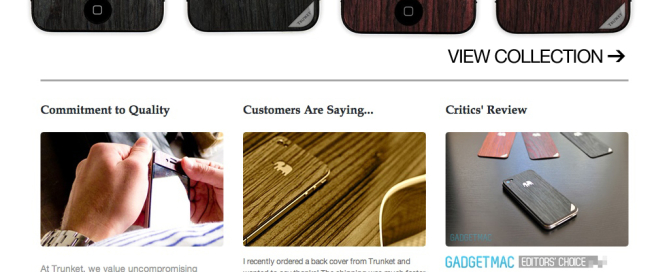 VIEW COLLECTION →
Commitment to Quality
Customers Are Saying...
Critics' Review
GADGETMAC
GADGETMAC EDITORS' CHOICE
At Trunket, we value uncompromising
I recently ordered a back cover from Trunket and
wanted to say thanks! The shipping was much faster